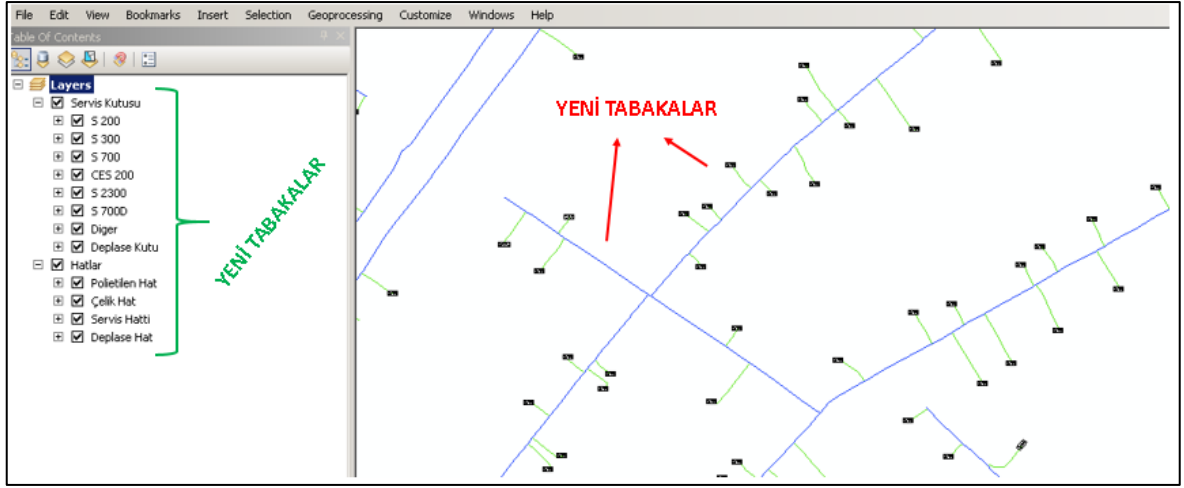 File Edit View Bookmarks Insert Selection Geoprocessing Customize Windows Help
Table Of Contents
Layers
Servis Kutusu
S 200
S 300
S 700
CES 200
S 2300
S 700D
Diger
Deplase Kutu
Hatlar
Polietilen Hat
Çelik Hat
Servis Hatti
Deplase Hat
YENİ TABAKALAR
YENİ TABAKALAR